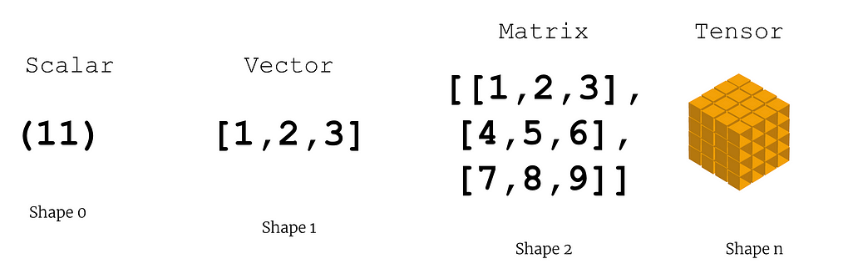 Scalar
(11)
Shape 0
Vector
[1,2,3]
Shape 1
Matrix
[[1,2,3],
[4,5,6],
[7,8,9]]
Shape 2
Tensor
Shape n